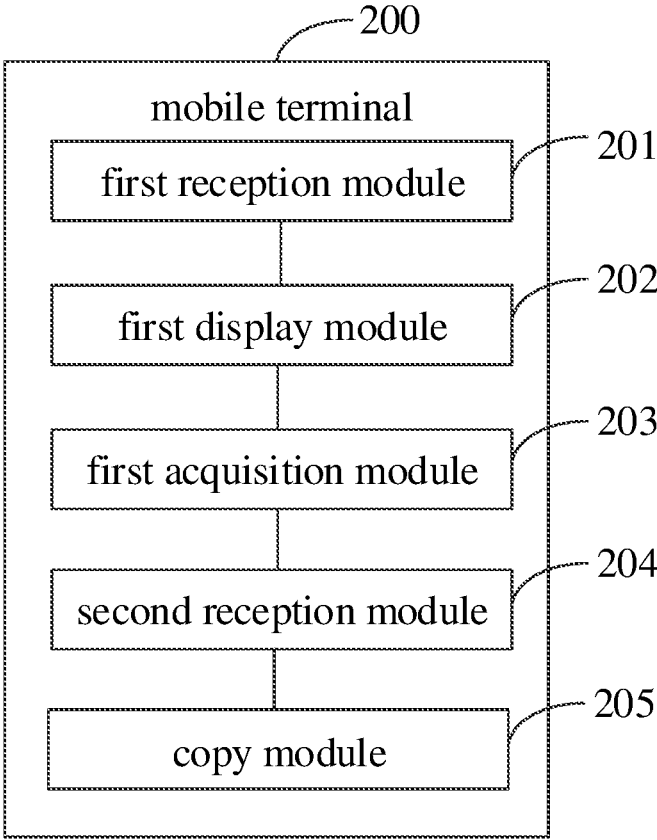 200
mobile terminal
201
first reception module
202
first display module
203
first acquisition module
204
second reception module
205
copy module